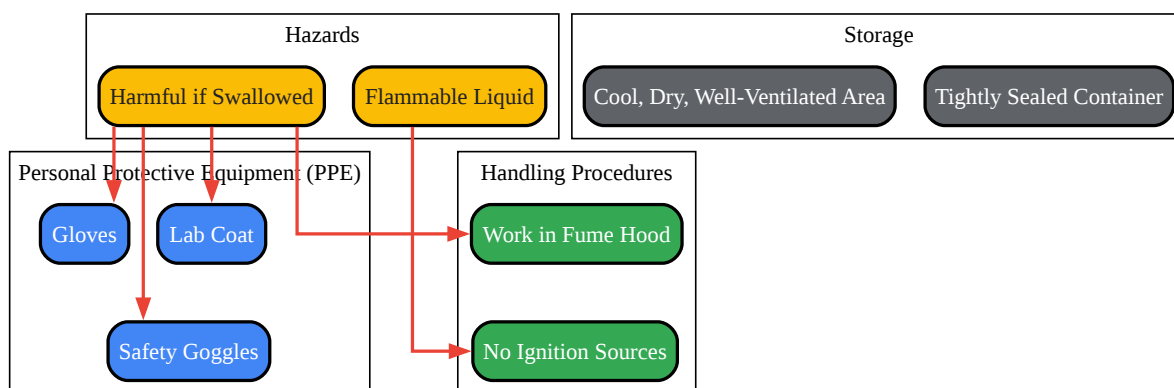 Hazards
Harmful if Swallowed
Flammable Liquid
Storage
Cool, Dry, Well-Ventilated Area
Tightly Sealed Container
Personal Protective Equipment (PPE)
Gloves
Lab Coat
Safety Goggles
Handling Procedures
Work in Fume Hood
No Ignition Sources